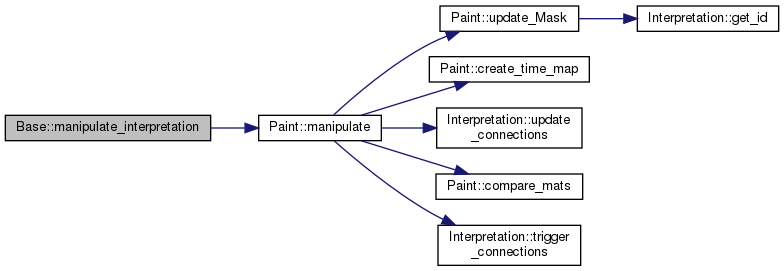 Paint::update_Mask
Interpretation::get_id
Paint::create_time_map
Base::manipulate_interpretation
Paint::manipulate
Interpretation::update
_connections
Paint::compare_mats
Interpretation::trigger
_connections